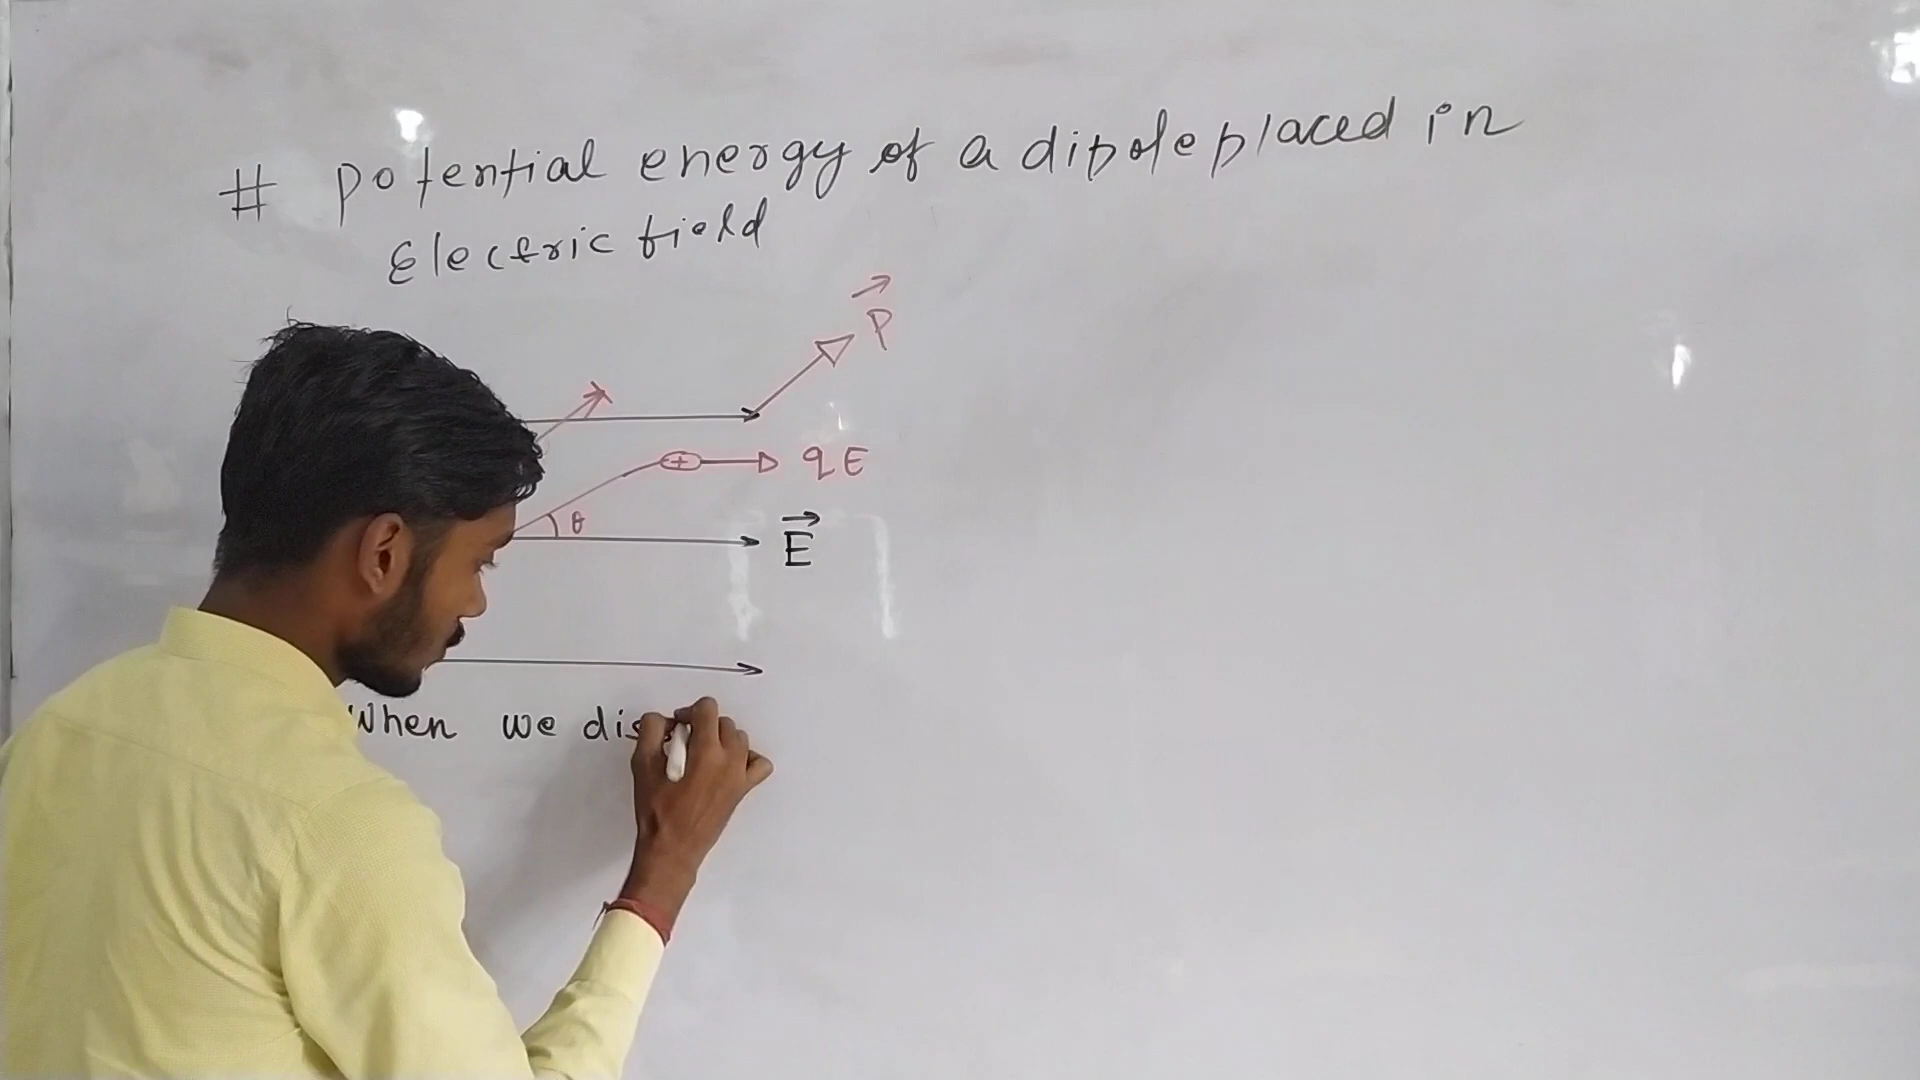 # Potential energy of a dipole placed in
Electric field
P
+
qE
θ
E
When we dis